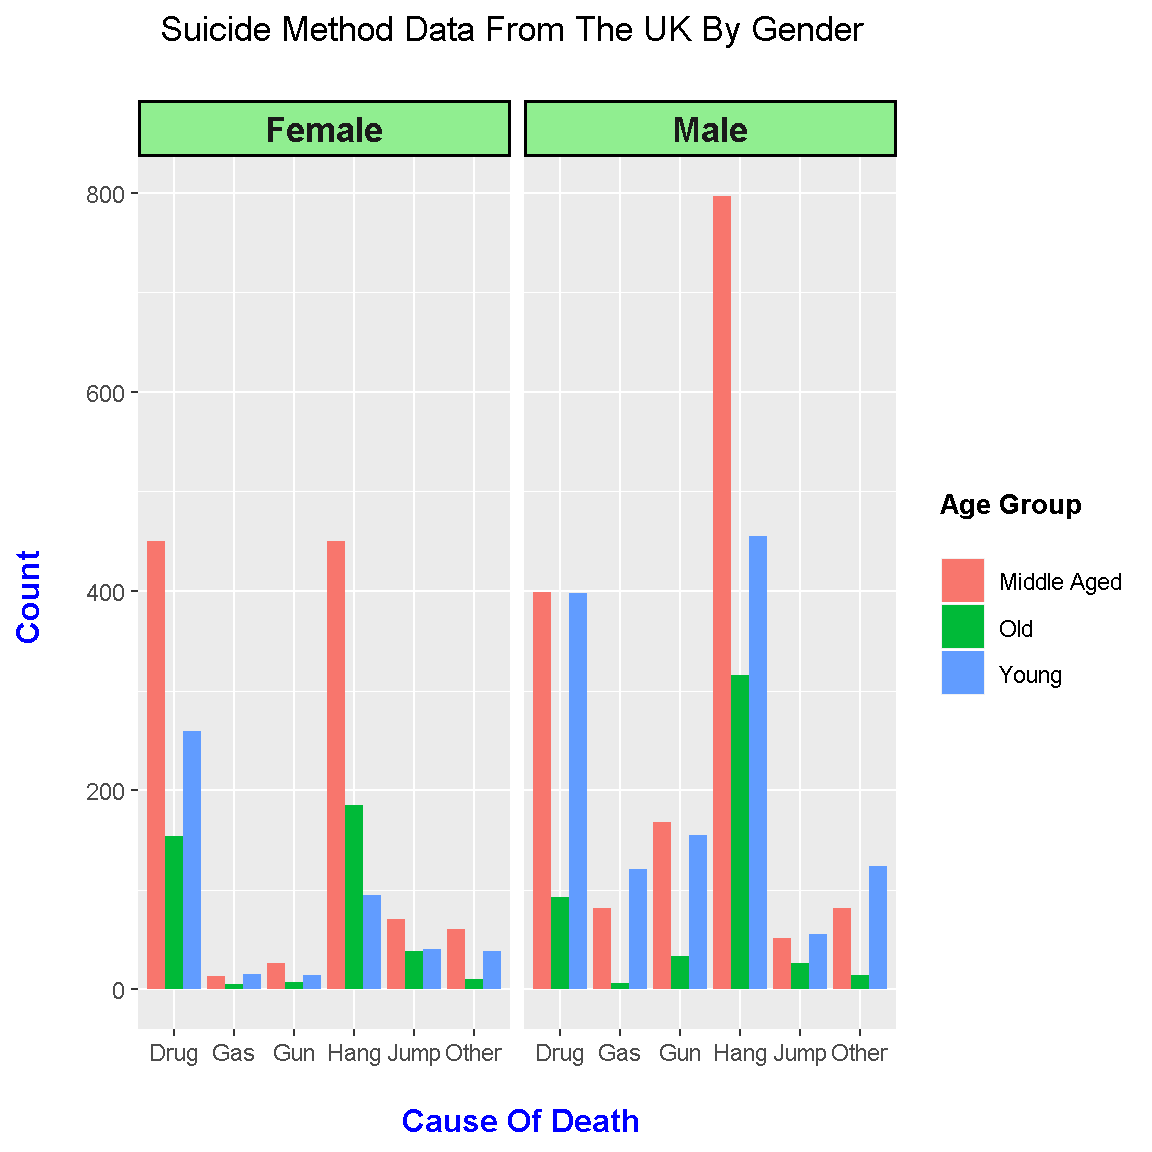 Suicide Method Data From The UK By Gender
Female Male
800
600
400
200
0
Count
Drug Gas Gun Hang Jump Other Drug Gas Gun Hang Jump Other
Cause Of Death
Age Group
Middle Aged
Old
Young